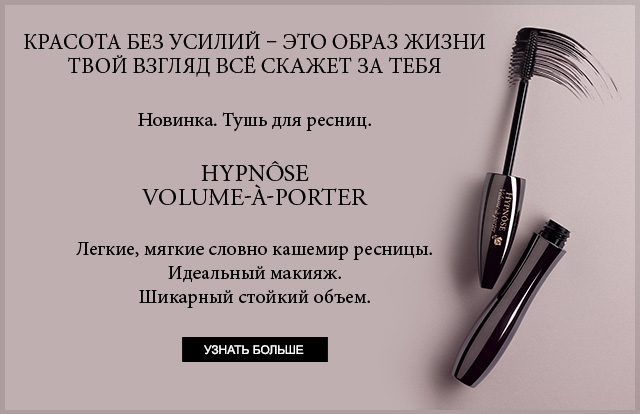 КРАСОТА БЕЗ УСИЛИЙ – ЭТО ОБРАЗ ЖИЗНИ
ТВОЙ ВЗГЛЯД ВСЁ СКАЖЕТ ЗА ТЕБЯ
Новинка. Тушь для ресниц.
HYPNÔSE
VOLUME-À-PORTER
Легкие, мягкие словно кашемир ресницы.
Идеальный макияж.
Шикарный стойкий объем.
УЗНАТЬ БОЛЬШЕ
HYPNÔSE